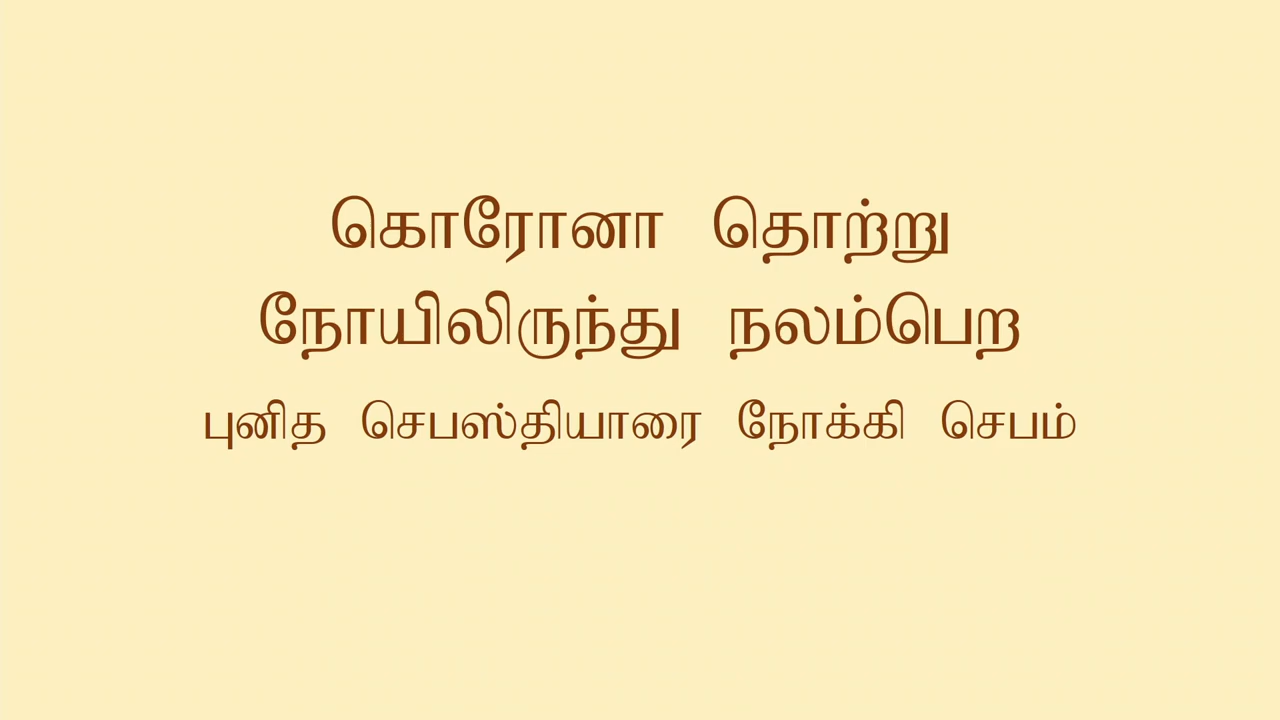 கொரோனா தொற்று
நோயிலிருந்து நலம்பெற
புனித செபஸ்தியாரை நோக்கி செபம்